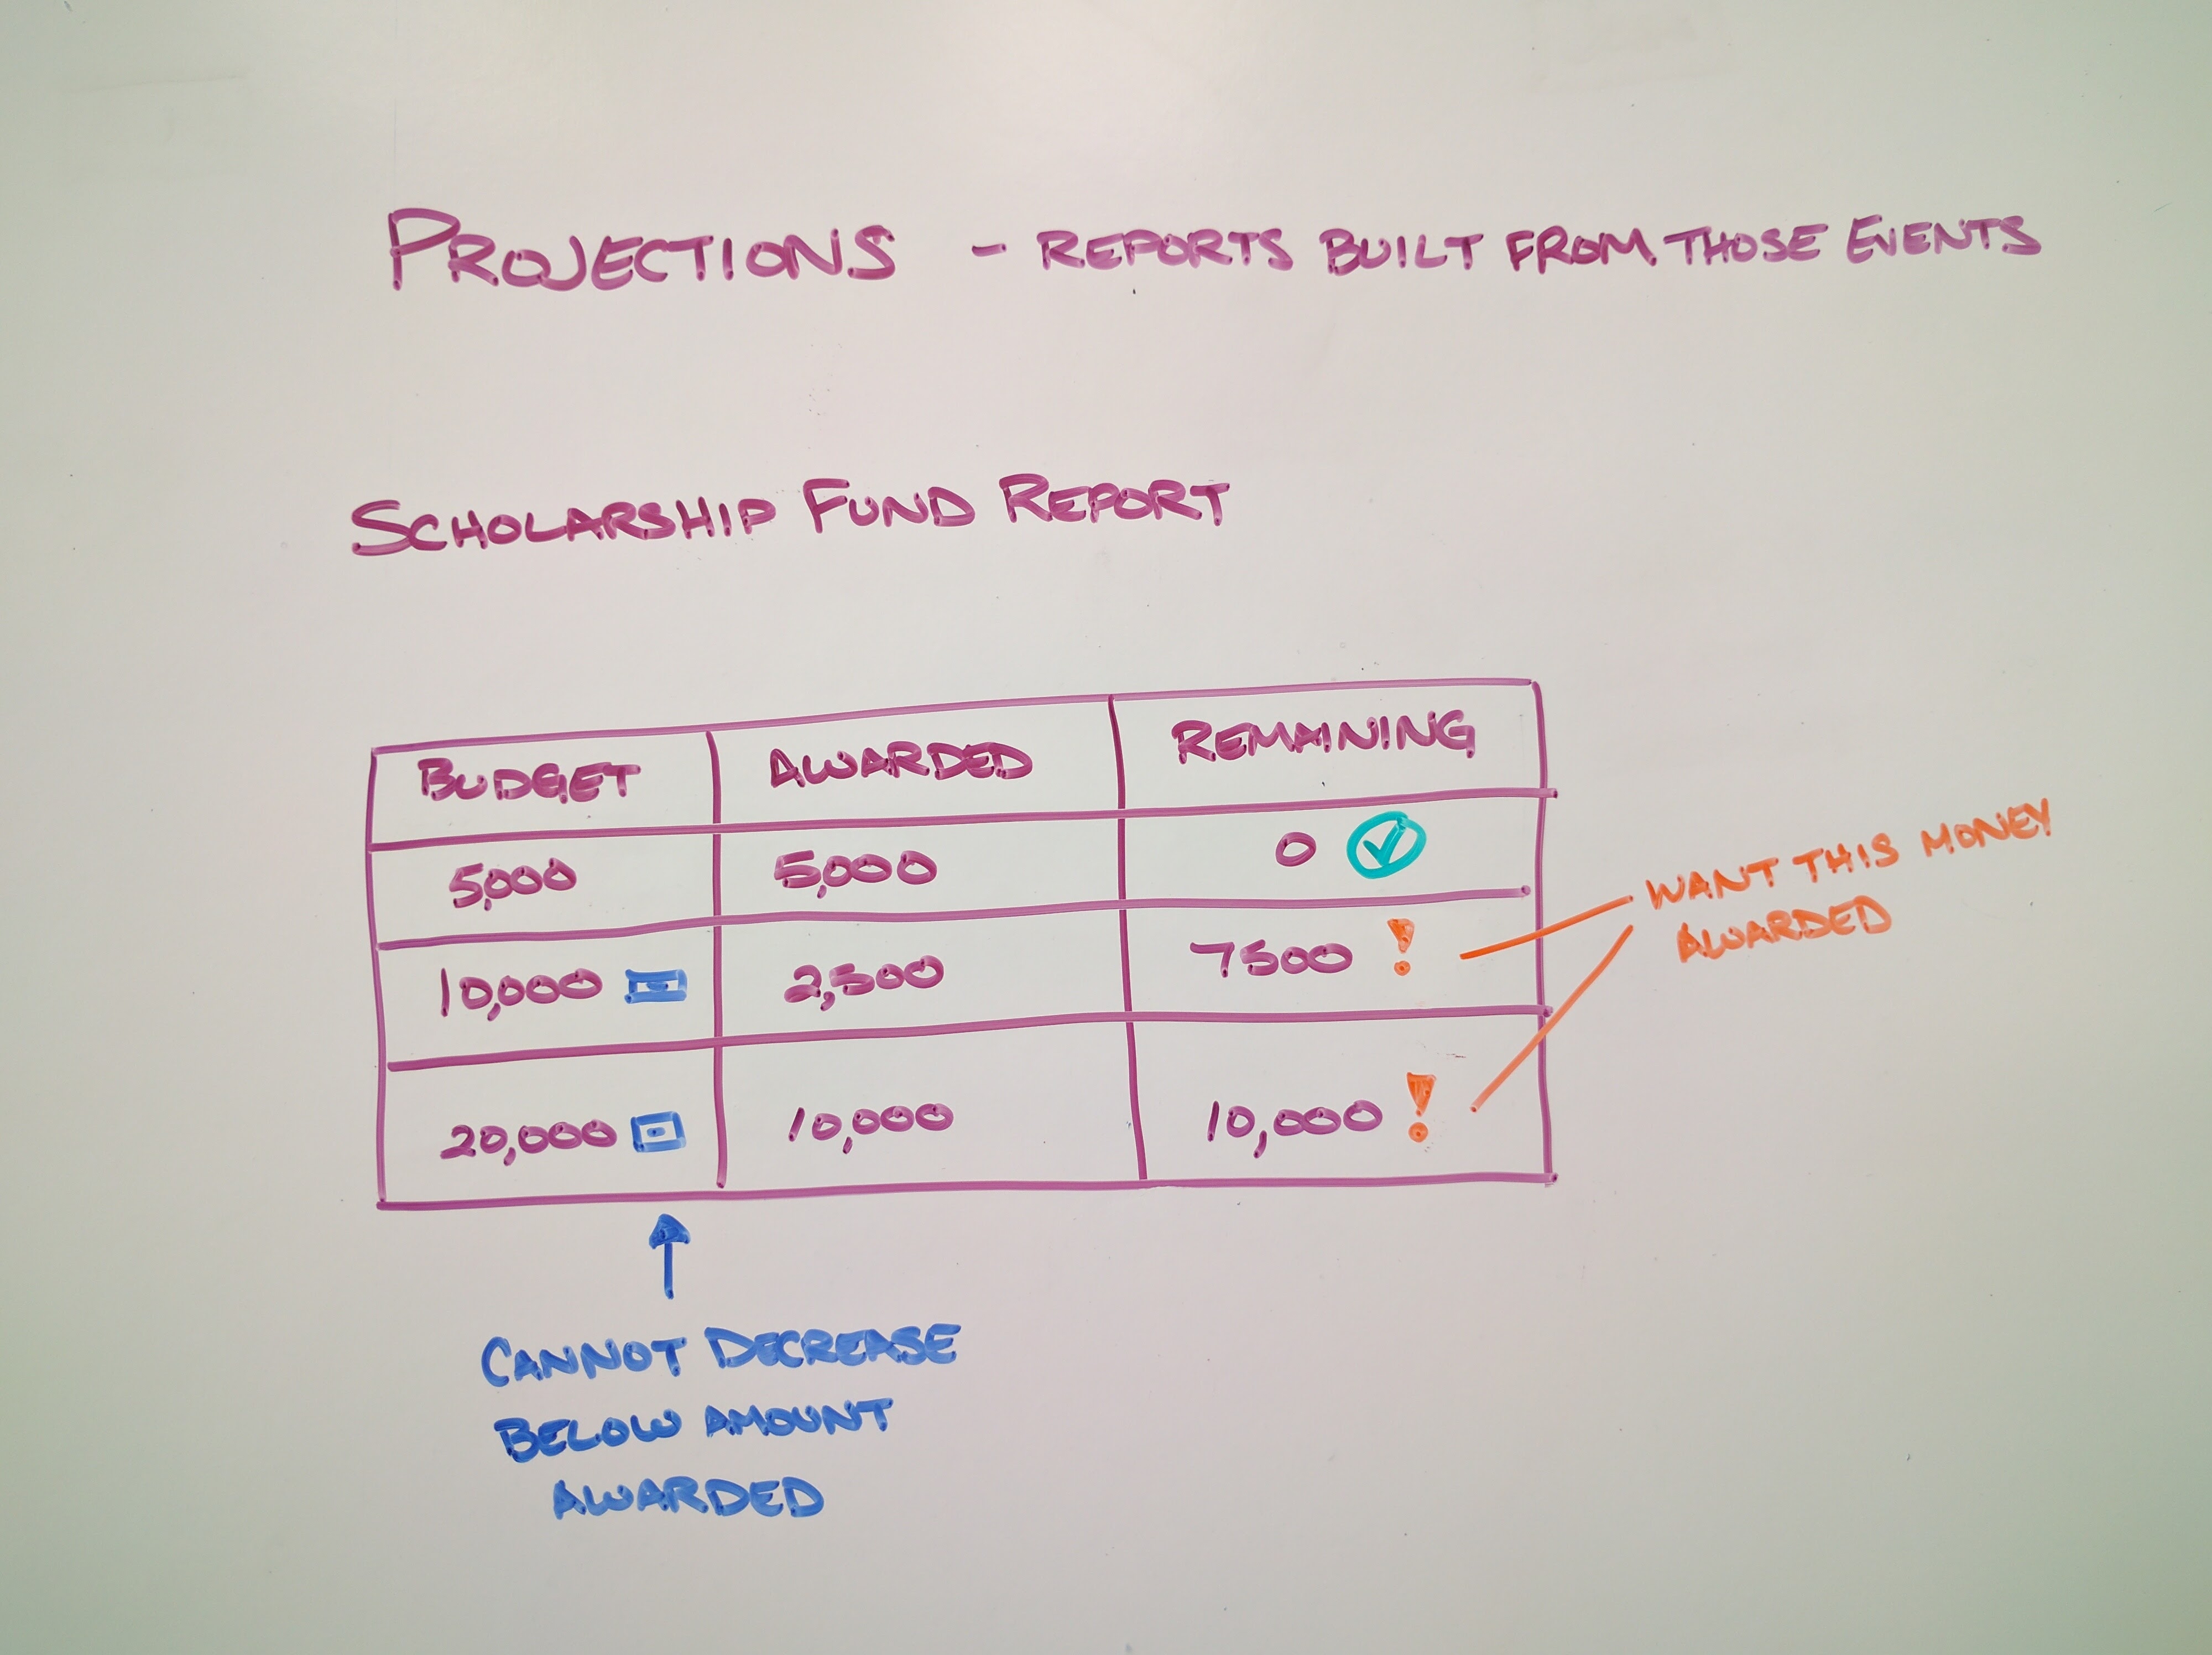 PROJECTIONS - REPORTS BUILT FROM THOSE EVENTS
SCHOLARSHIP FUND REPORT
BUDGET AWARDED REMAINING
5,000 5,000 0
10,000 2,500 7500 !
20,000 10,000 10,000 !
WANT THIS MONEY
AWARDED
CANNOT DECREASE
BELOW AMOUNT
AWARDED